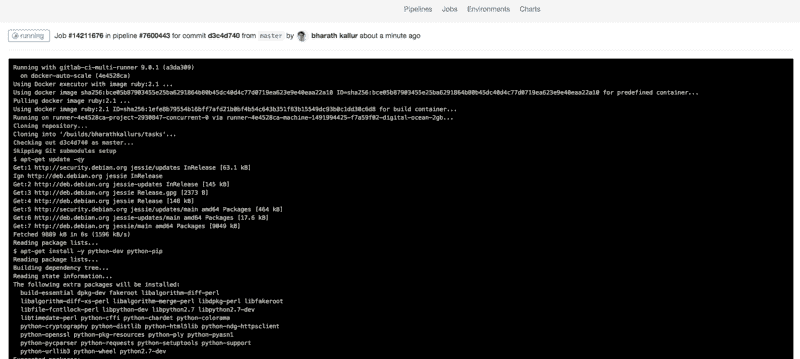 Pipelines Jobs Environments Charts
running Job #14211676 in pipeline #7600443 for commit d3c4d740 from master by bharath kallur about a minute ago
Running with gitlab-ci-multi-runner 9.0.1 (a3da309)
on docker-auto-scale (4e4528ca)
Using Docker executor with image ruby:2.1 ...
Using docker image sha256: for predefined container...
Pulling docker image ruby:2.1 ...
Using docker image ruby:2.1 for build container...
Running on runner-4e4528ca-project-2930847-concurrent-0 via runner-4e4528ca-machine-1491994425-f7a59f02-digital-ocean-2gb...
Cloning repository...
Cloning into '/builds/bharathkallurs/tasks'...
Checking out d3c4d740 as master...
Skipping Git submodules setup
$ apt-get update -qy
Get:1 http://security.debian.org jessie/updates InRelease [63.1 kB]
Ign http://deb.debian.org jessie InRelease
Get:2 http://deb.debian.org jessie-updates InRelease [145 kB]
Get:3 http://deb.debian.org jessie Release.gpg [2373 B]
Get:4 http://deb.debian.org jessie Release [148 kB]
Get:5 http://security.debian.org jessie/updates/main amd64 Packages [464 kB]
Get:6 http://deb.debian.org jessie-updates/main amd64 Packages [17.6 kB]
Get:7 http://deb.debian.org jessie/main amd64 Packages [9049 kB]
Fetched 9889 kB in 6s (1596 kB/s)
Reading package lists...
$ apt-get install -y python-dev python-pip
Reading package lists...
Building dependency tree...
Reading state information...
The following extra packages will be installed:
build-essential dpkg-dev fakeroot libalgorithm-diff-perl
libalgorithm-diff-xs-perl libalgorithm-merge-perl libdpkg-perl libfakeroot
libfile-fcntllock-perl libpython-dev libpython2.7 libpython2.7-dev
libtimedate-perl python-cffi python-chardet python-colorama
python-cryptography python-distlib python-html5lib python-ndg-httpsclient
python-openssl python-pkg-resources python-ply python-pyasn1
python-pycparser python-requests python-setuptools python-support
python-urllib3 python-wheel python2.7-dev